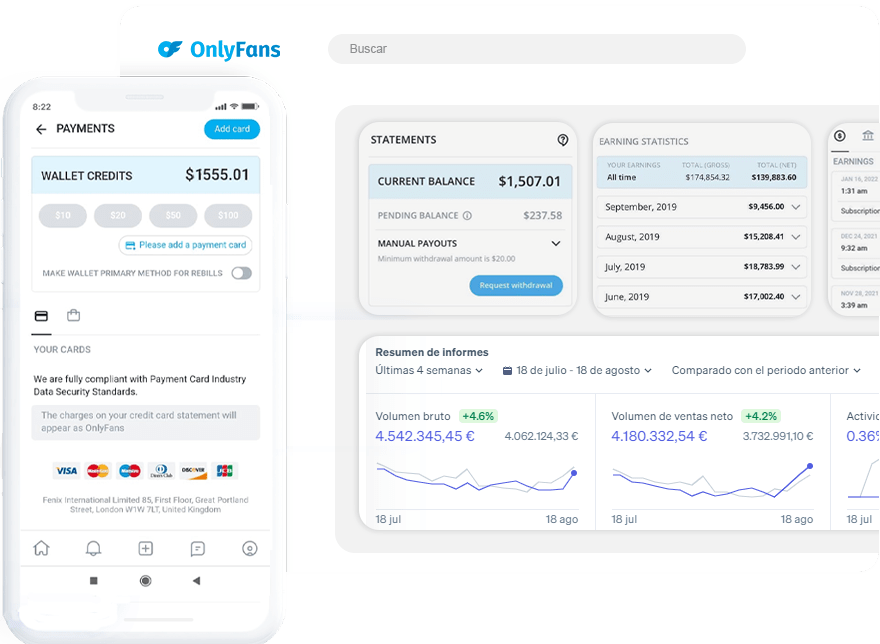 OnlyFans
Buscar
8:22
PAYMENTS
Add card
WALLET CREDITS
$1555.01
$10
$20
$50
$100
Please add a payment card
MAKE WALLET PRIMARY METHOD FOR REBILLS
YOUR CARDS
We are fully compliant with Payment Card Industry
Data Security Standards.
The charges on your credit card statement will
appear as OnlyFans
VISA
MasterCard
Maestro
Diners Club
DISCOVER
JCB
Fenix International Limited 85, First Floor, Great Portland
Street, London W1W 7LT, United Kingdom
STATEMENTS
CURRENT BALANCE
$1,507.01
PENDING BALANCE
$237.58
MANUAL PAYOUTS
Minimum withdrawal amount is $20.00
Request withdrawal
EARNING STATISTICS
YOUR EARNINGS TOTAL (GROSS) TOTAL (NET)
All time $174,854.32 $139,883.60
September, 2019 $9,456.00
August, 2019 $15,208.41
July, 2019 $18,783.99
June, 2019 $17,002.40
EARNINGS
JAN 16, 2022
1:31 am
Subscription
DEC 24, 2021
9:32 am
Subscription
NOV 28, 2021
3:39 am
Resumen de informes
Últimas 4 semanas
18 de julio - 18 de agosto
Comparado con el periodo anterior
Volumen bruto +4.6%
4.542.345,45 € 4.062.124,33 €
18 jul 18 ago
Volumen de ventas neto +4.2%
4.180.332,54 € 3.732.991,10 €
18 jul 18 ago
Activi
0.36%
18 jul